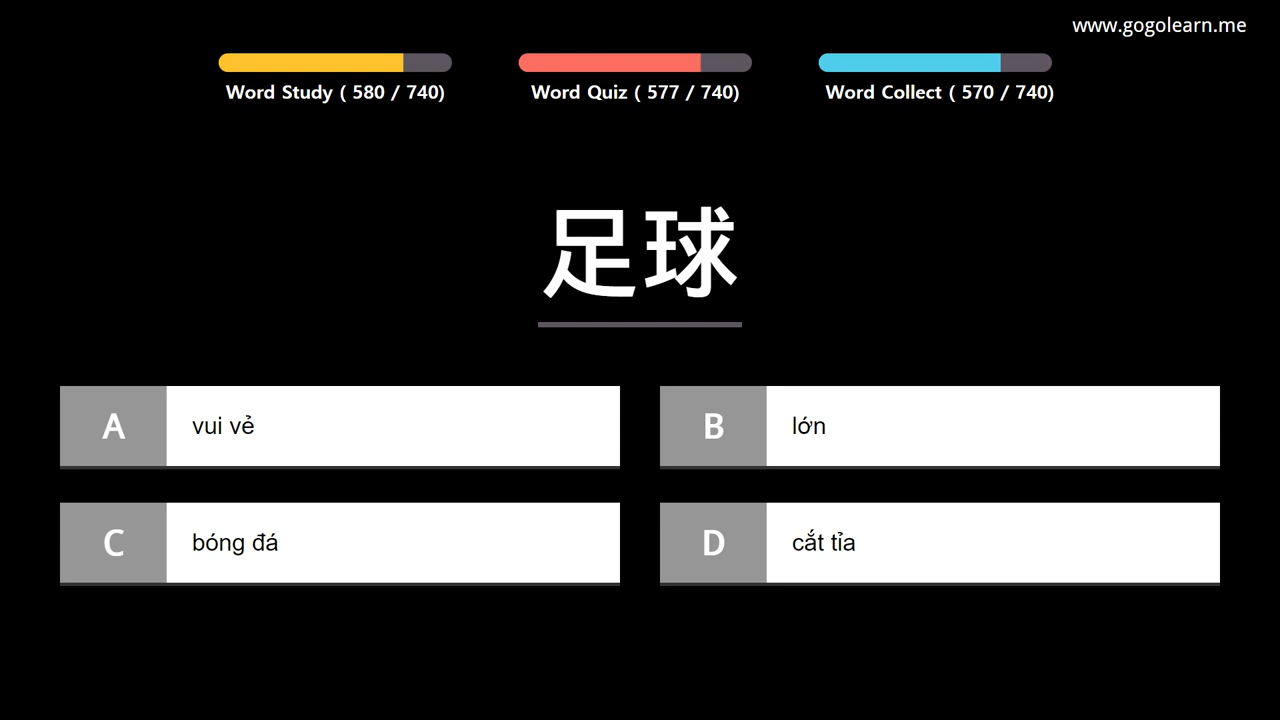 www.gogolearn.me
Word Study ( 580 / 740)
Word Quiz ( 577 / 740)
Word Collect ( 570 / 740)
足球
A
vui vẻ
B
lớn
C
bóng đá
D
cắt tỉa